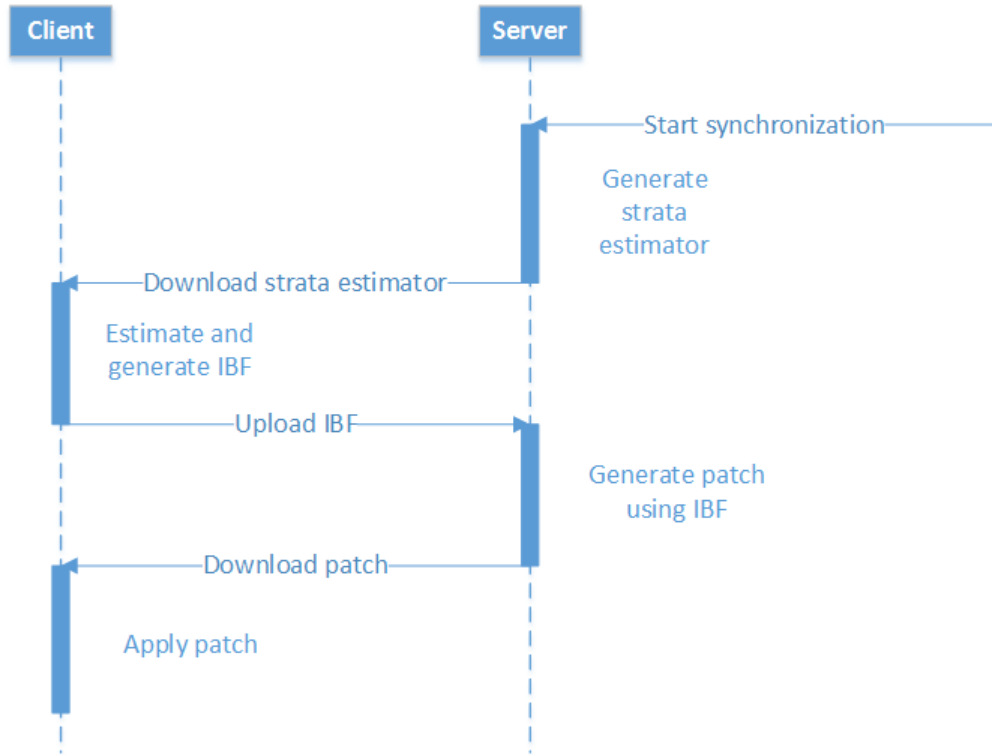 Client
Server
Start synchronization
Generate
strata
estimator
Download strata estimator
Estimate and
generate IBF
Upload IBF
Generate patch
using IBF
Download patch
Apply patch